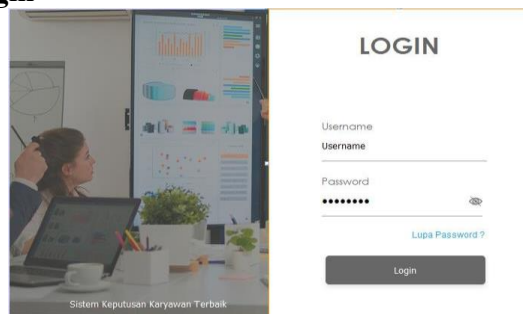 LOGIN
Username
Username
Password
••••••••
Lupa Password ?
Login
Sistem Keputusan Karyawan Terbaik